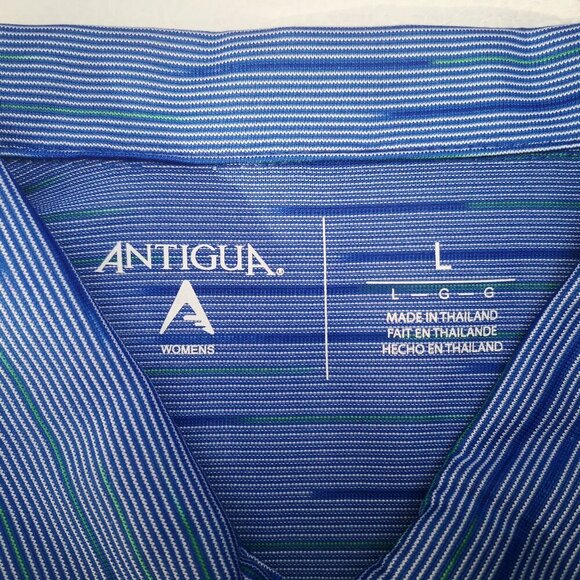 ANTIGUA®
WOMENS
L
L — G — G
MADE IN THAILAND
FAIT EN THAILANDE
HECHO EN THAILAND